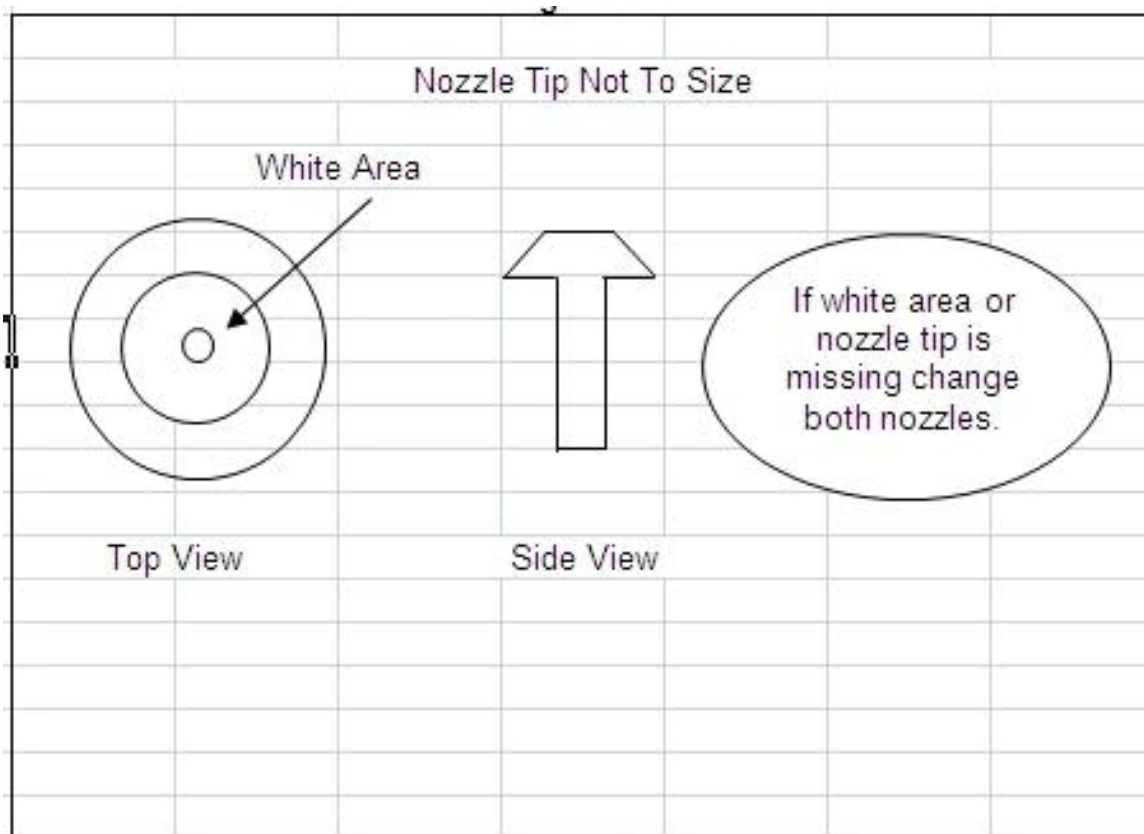 Nozzle Tip Not To Size
White Area
If white area or
nozzle tip is
missing change
both nozzles.
Top View
Side View